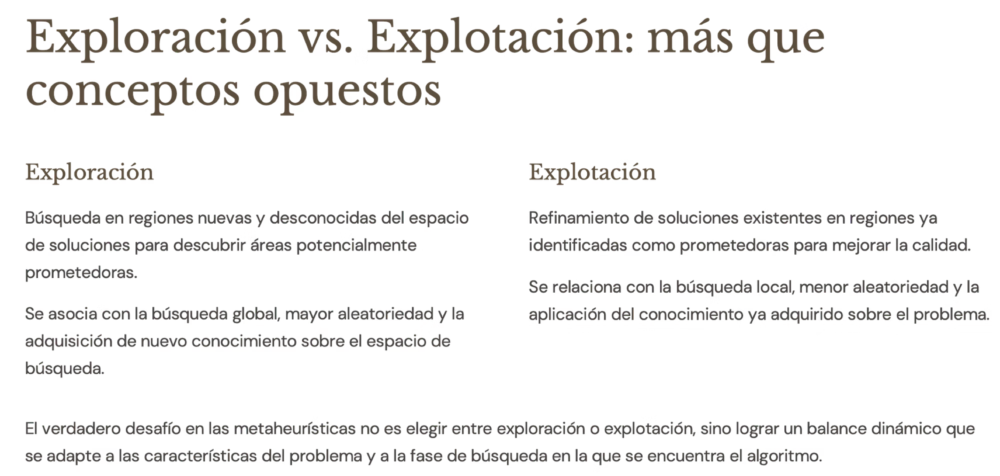 Exploración vs. Explotación: más que
conceptos opuestos
Exploración
Búsqueda en regiones nuevas y desconocidas del espacio
de soluciones para descubrir áreas potencialmente
prometedoras.
Se asocia con la búsqueda global, mayor aleatoriedad y la
adquisición de nuevo conocimiento sobre el espacio de
búsqueda.
Explotación
Refinamiento de soluciones existentes en regiones ya
identificadas como prometedoras para mejorar la calidad.
Se relaciona con la búsqueda local, menor aleatoriedad y la
aplicación del conocimiento ya adquirido sobre el problema.
El verdadero desafío en las metaheurísticas no es elegir entre exploración o explotación, sino lograr un balance dinámico que
se adapte a las características del problema y a la fase de búsqueda en la que se encuentra el algoritmo.